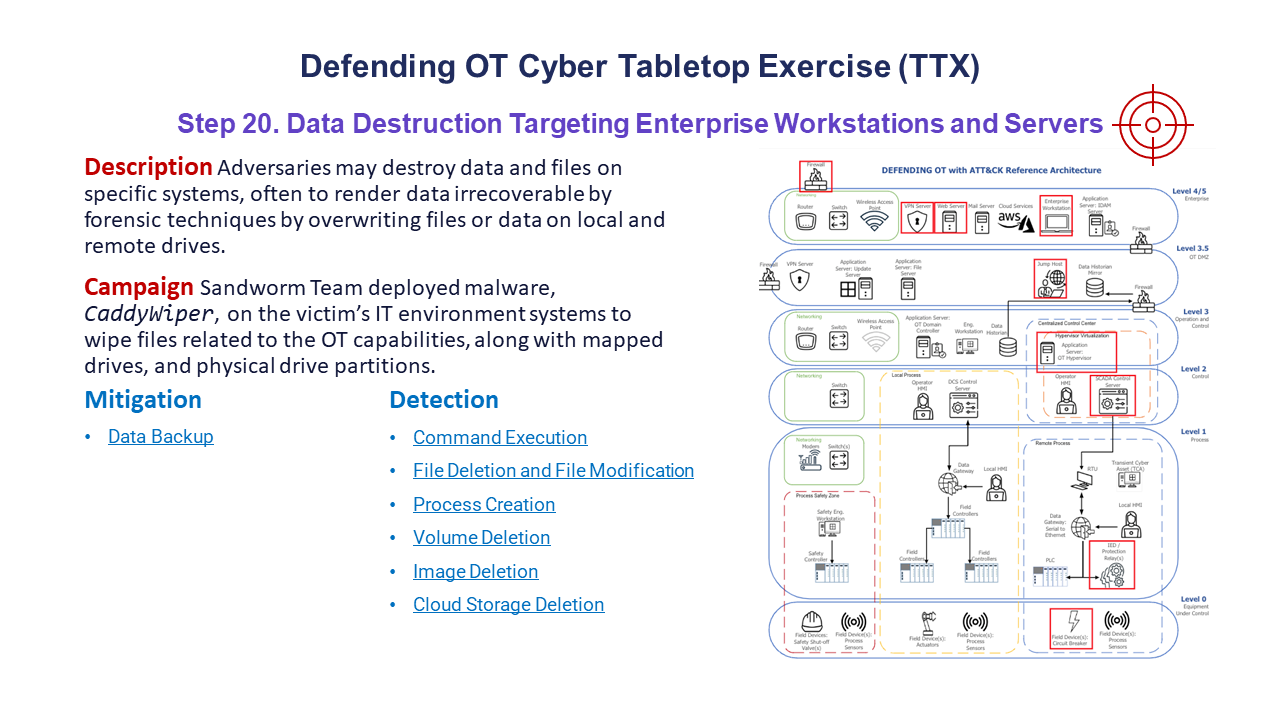 Defending OT Cyber Tabletop Exercise (TTX)
Step 20. Data Destruction Targeting Enterprise Workstations and Servers
Description Adversaries may destroy data and files on
specific systems, often to render data irrecoverable by
forensic techniques by overwriting files or data on local and
remote drives.
Campaign Sandworm Team deployed malware,
CaddyWiper, on the victim's IT environment systems to
wipe files related to the OT capabilities, along with mapped
drives, and physical drive partitions.
Mitigation
• Data Backup
Detection
• Command Execution
• File Deletion and File Modification
• Process Creation
• Volume Deletion
• Image Deletion
• Cloud Storage Deletion
DEFENDING OT with ATT&CK Reference Architecture
Firewall
Level 4/5
Enterprise
Networking
Router
Switch
Wireless Access
Point
VPN Server
Web Server
Mail Server
Cloud Services
aws
Enterprise
Workstation
Application
Server: IDAM
Server
Firewall
Level 3.5
OT DMZ
Firewall
VPN Server
Application
Server: Update
Server
Application
Server: File
Server
Jump Host
Data Historian
Mirror
Firewall
Level 3
Operation and
Control
Networking
Router
Switch
Wireless Access
Point
Application Server:
OT Domain
Controller
Eng.
Workstation
Data
Historian
Centralized Control Center
Hypervisor Virtualization
Application
Server:
OT Hypervisor
Level 2
Control
Networking
Switch
Local Process
Operator
HMI
DCS Control
Server
Operator
HMI
SCADA Control
Server
Level 1
Process
Networking
Modem
Switch(s)
Data
Gateway
Local HMI
Remote Process
RTU
Transient Cyber
Asset (TCA)
Process Safety Zone
Safety Eng.
Workstation
Field
Controllers
Local HMI
Data
Gateway:
Serial to
Ethernet
Safety
Controller
Field
Controllers
Field
Controllers
PLC
IED /
Protection
Relay(s)
Level 0
Equipment
Under Control
Field Devices:
Safety Shut-off
Valve(s)
Field Device(s):
Process
Sensors
Field Device(s):
Actuators
Field Device(s):
Process
Sensors
Field Device(s):
Circuit Breaker
Field Device(s):
Process
Sensors